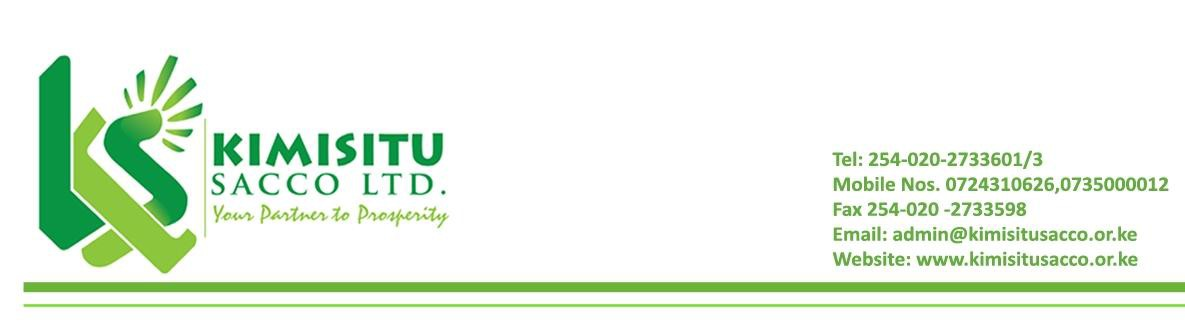 KIMISITU
SACCO LTD.
Your Partner to Prosperity
Tel: 254-020-2733601/3
Mobile Nos. 0724310626,0735000012
Fax 254-020 -2733598
Email: admin@kimisitusacco.or.ke
Website: www.kimisitusacco.or.ke